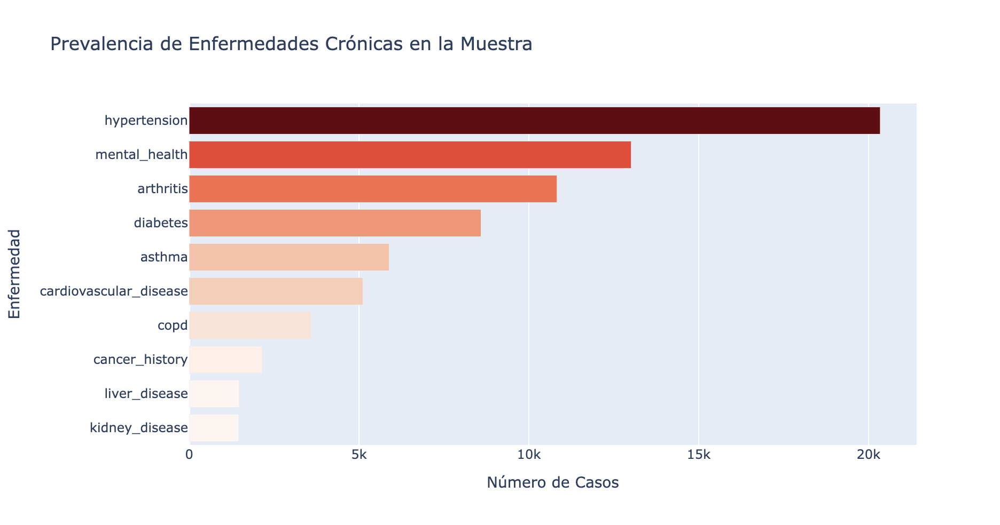 Prevalencia de Enfermedades Crónicas en la Muestra
hypertension
mental_health
arthritis
diabetes
asthma
cardiovascular_disease
copd
cancer_history
liver_disease
kidney_disease
Enfermedad
0 5k 10k 15k 20k
Número de Casos